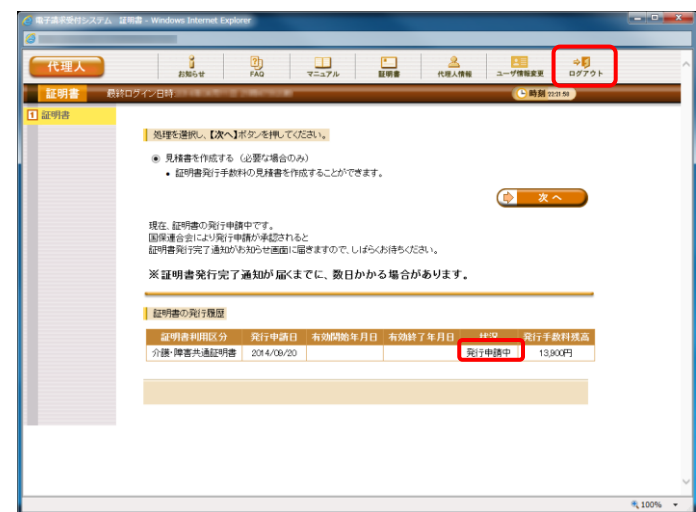 電子請求受付システム 証明書 - Windows Internet Explorer
代理人
お知らせ
FAQ
マニュアル
証明書
代理人情報
ユーザ情報変更
ログアウト
証明書
最終ログイン日時
時刻 22:31:50
1 証明書
処理を選択し、【次へ】ボタンを押してください。
見積書を作成する (必要な場合のみ)
• 証明書発行手数料の見積書を作成することができます。
次へ
現在、証明書の発行申請中です。
国保連合会により発行申請が承認されると
証明書発行完了通知がお知らせ画面に届きますので、しばらくお待ちください。
※証明書発行完了通知が届くまでに、数日かかる場合があります。
証明書の発行履歴
証明書利用区分 発行申請日 有効開始年月日 有効終了年月日 状況 発行手数料残高
介護・障害共通証明書 2014/09/20 発行申請中 13,900円
100%